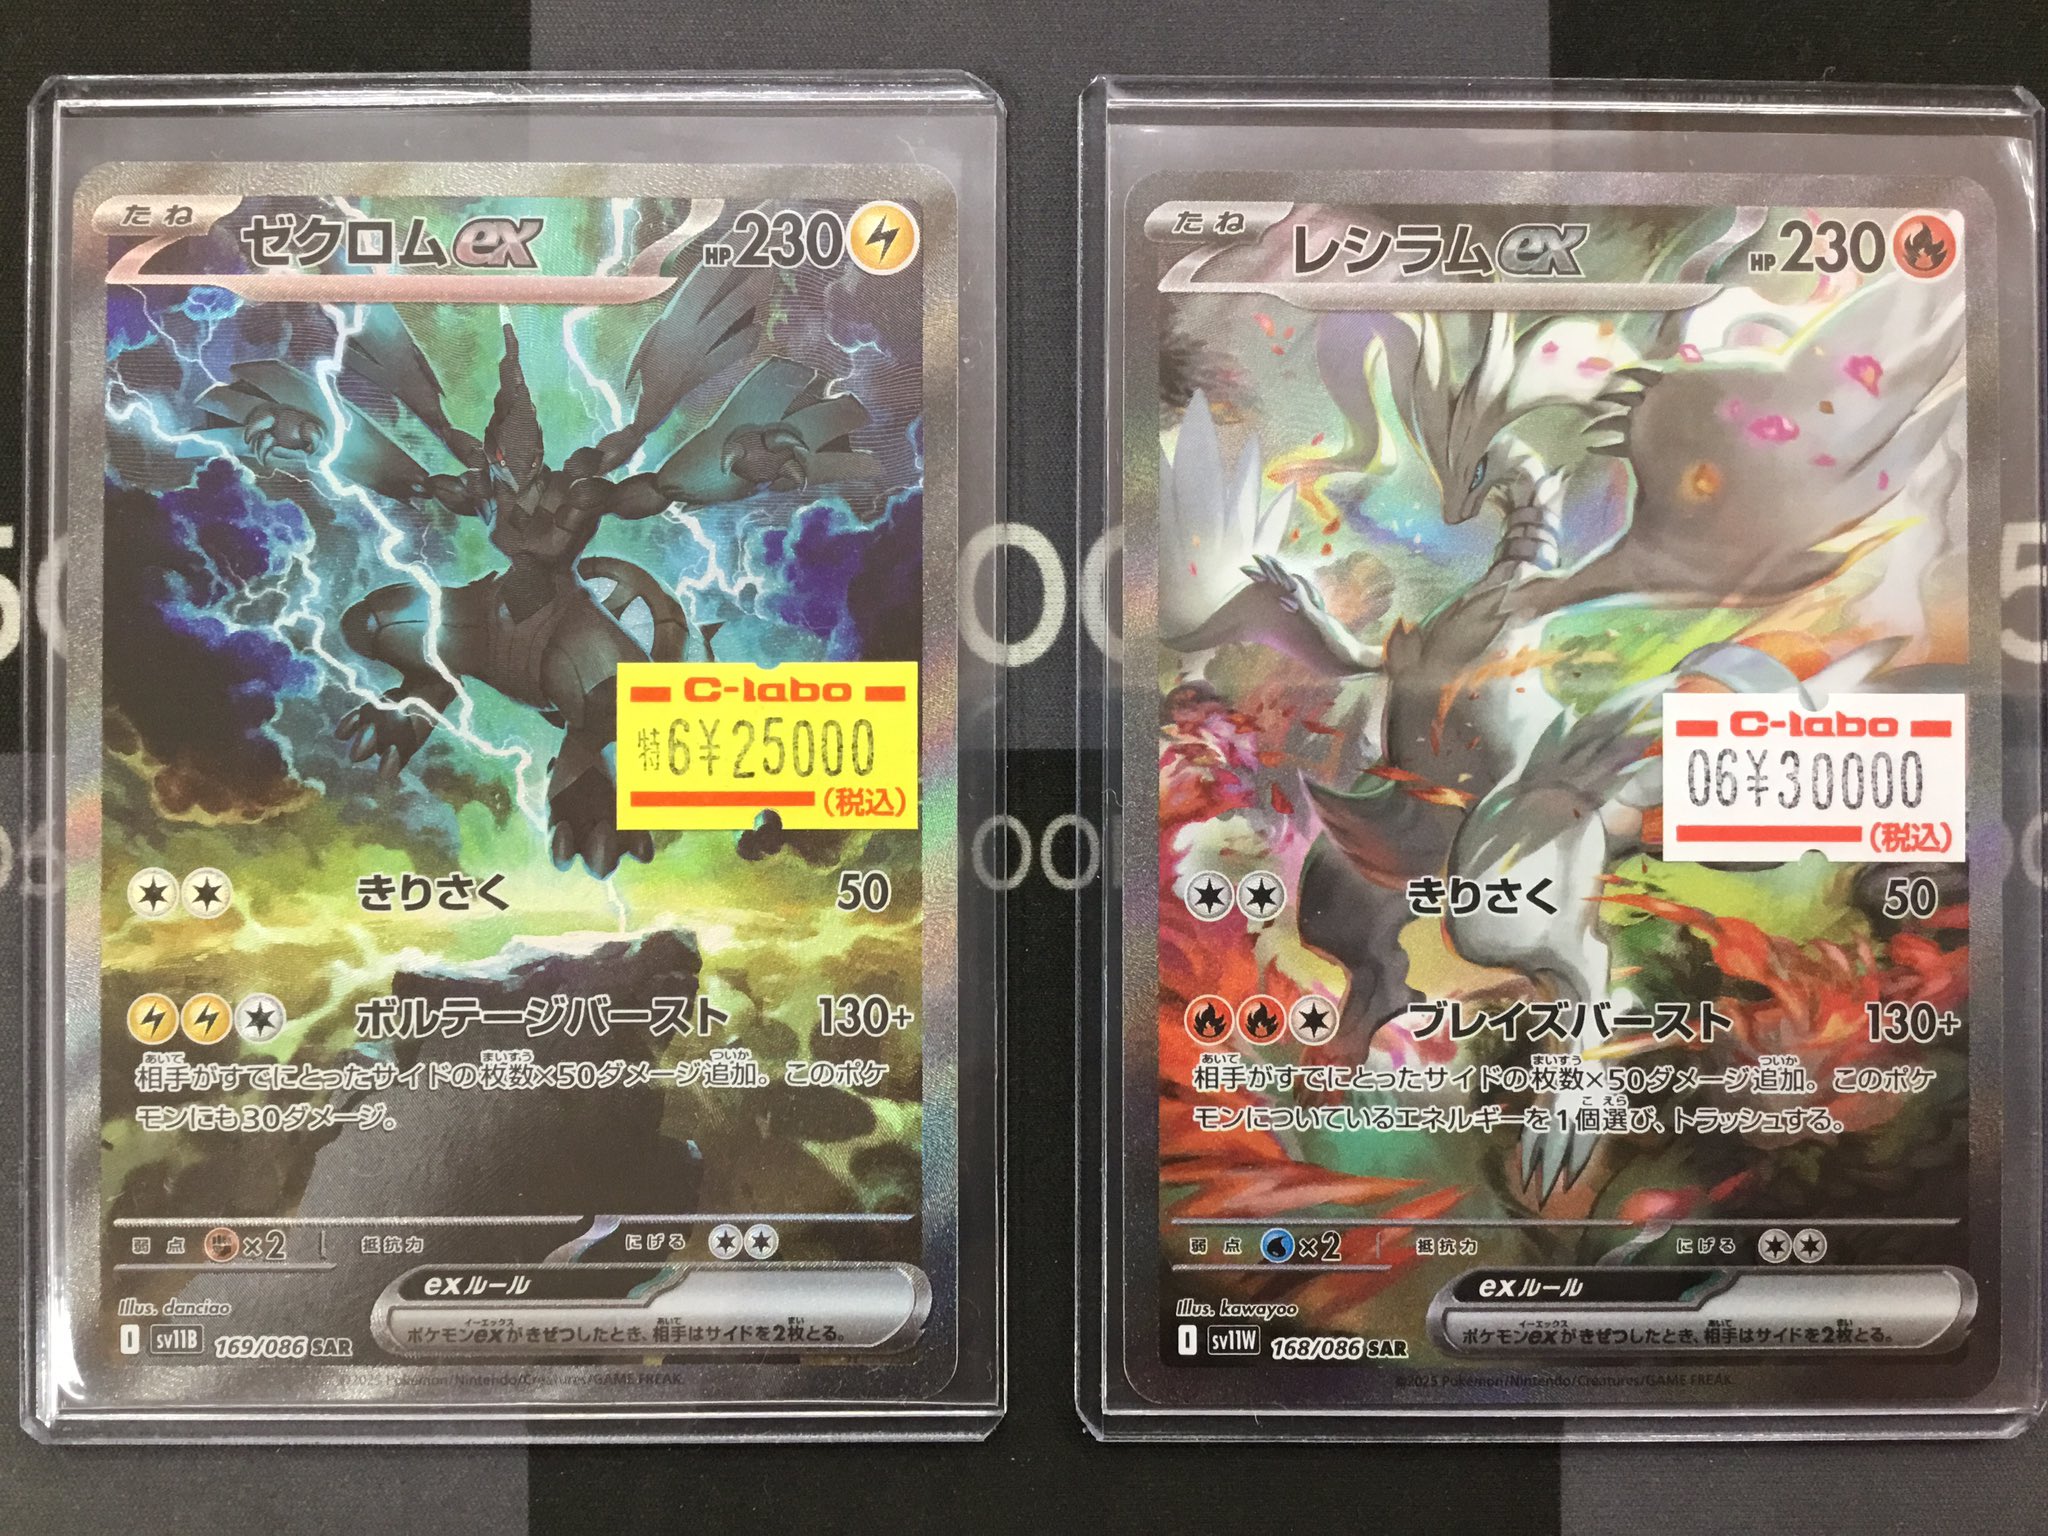 たね ゼクロムex HP230
C-labo
特6¥25000
(税込)
きりさく 50
ボルテージバースト 130+
相手がすでにとったサイドの枚数×50ダメージ追加。このポケ
モンにも30ダメージ。
弱点 ×2 抵抗力 にげる
exルール
ポケモンexがきぜつしたとき、相手はサイドを2枚とる。
Illus. danciao
I sv11B 169/086 SAR
©2025 Pokémon/Nintendo/Creatures/GAME FREAK
たね レシラムex HP230
C-labo
06¥30000
(税込)
きりさく 50
ブレイズバースト 130+
相手がすでにとったサイドの枚数×50ダメージ追加。このポケ
モンについているエネルギーを1個選び、トラッシュする。
弱点 ×2 抵抗力 にげる
exルール
ポケモンexがきぜつしたとき、相手はサイドを2枚とる。
Illus. kawayoo
I sv11W 168/086 SAR
©2025 Pokémon/Nintendo/Creatures/GAME FREAK